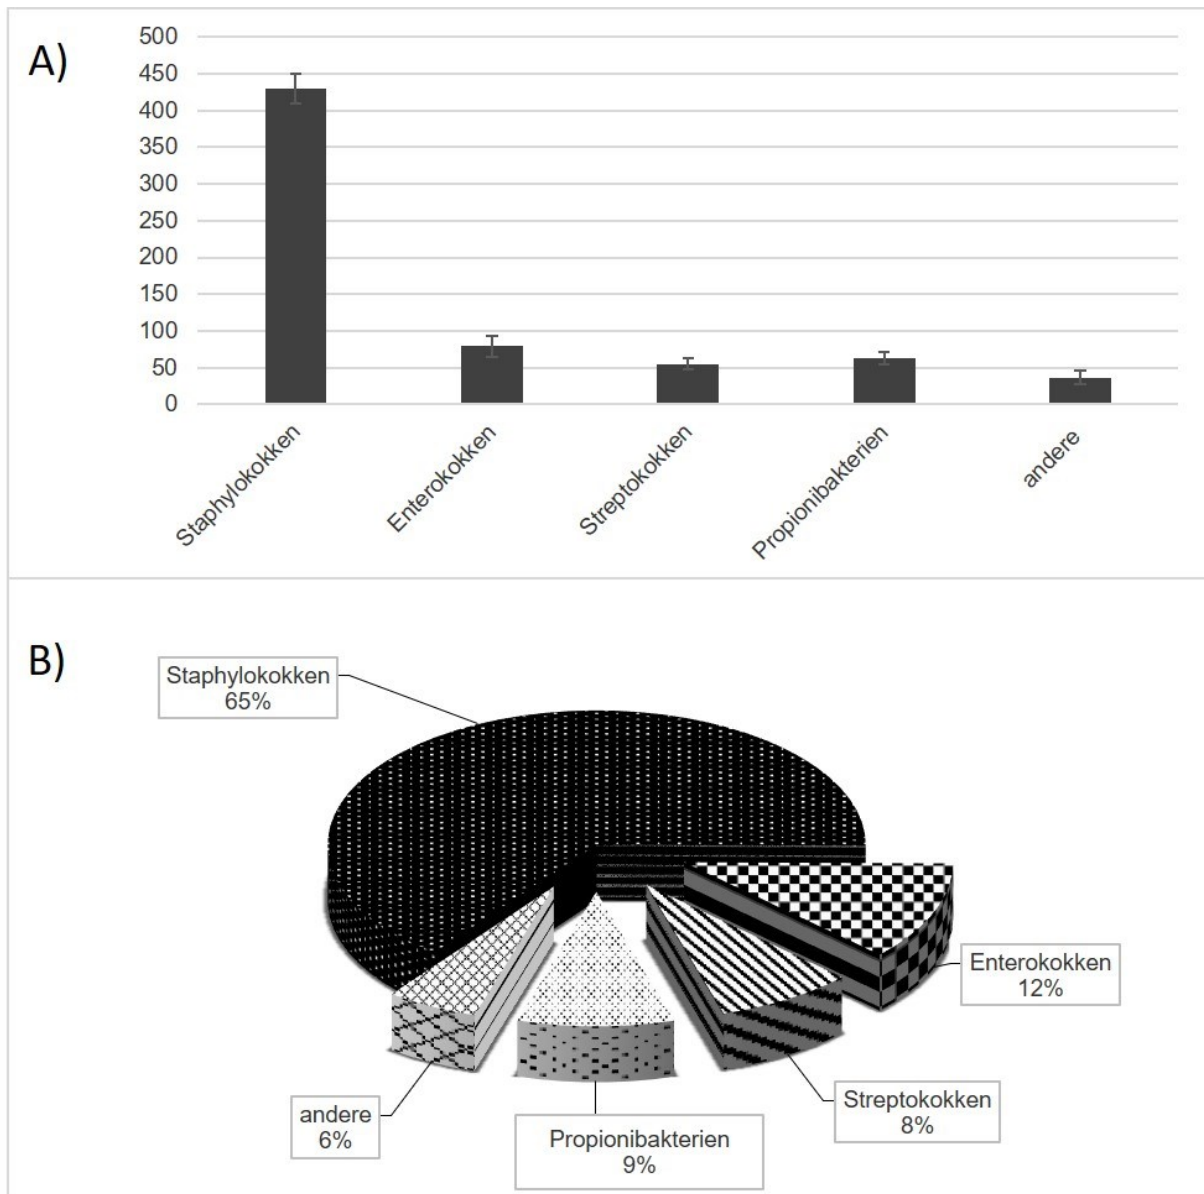 A)
500
450
400
350
300
250
200
150
100
50
0
Staphylokokken
Enterokokken
Streptokokken
Propionibakterien
andere
B)
Staphylokokken
65%
Enterokokken
12%
Streptokokken
8%
Propionibakterien
9%
andere
6%